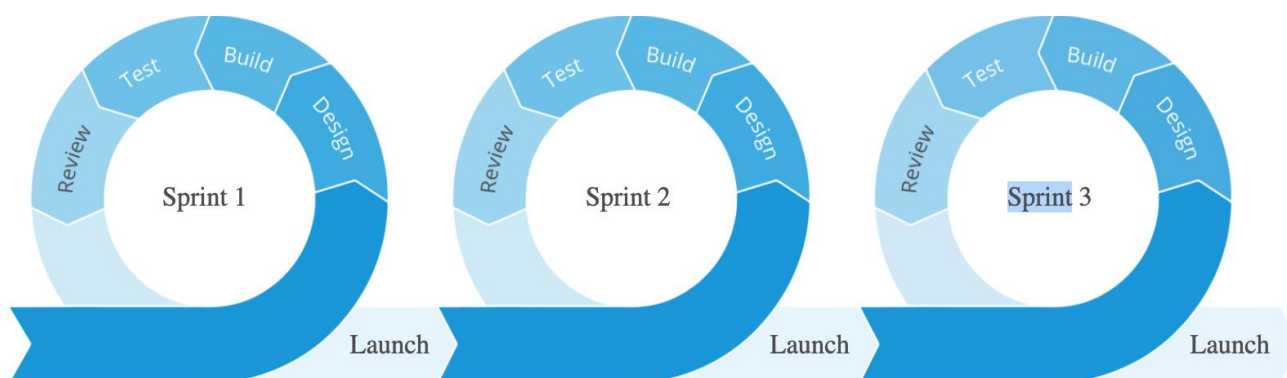 Design
Build
Test
Review
Sprint 1
Launch
Design
Build
Test
Review
Sprint 2
Launch
Design
Build
Test
Review
Sprint 3
Launch